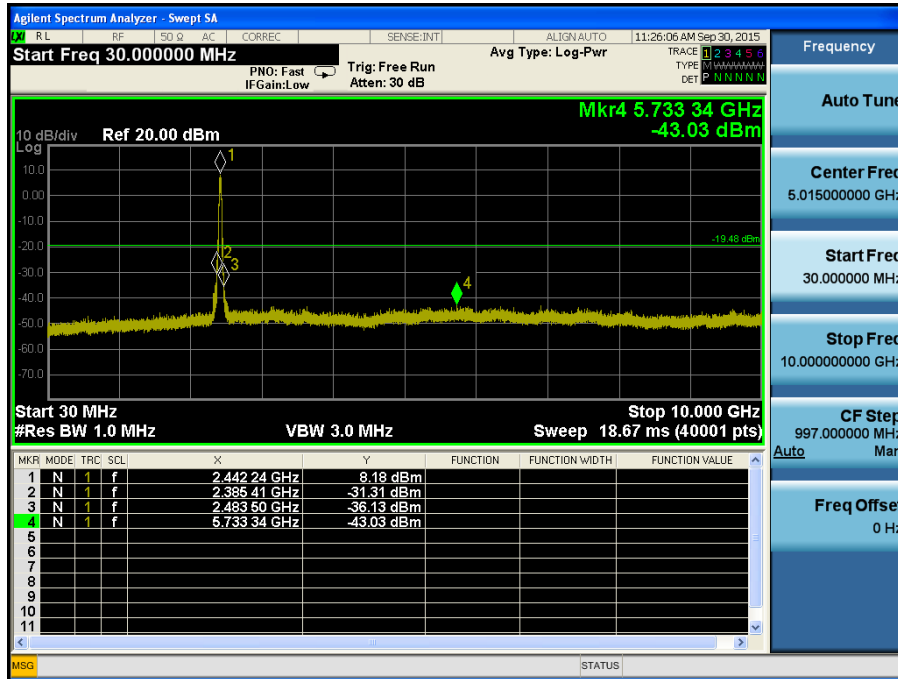 Agilent Spectrum Analyzer - Swept SA
LXI RL RF 50 Ω AC CORREC SENSE:INT ALIGN AUTO 11:26:06 AM Sep 30, 2015
Start Freq 30.000000 MHz
PNO: Fast
IFGain:Low
Trig: Free Run
Atten: 30 dB
Avg Type: Log-Pwr
TRACE 1 2 3 4 5 6
TYPE M WWWWW
DET P N N N N N
Mkr4 5.733 34 GHz
-43.03 dBm
10 dB/div Ref 20.00 dBm
Log
10.0
0.00
-10.0
-20.0
-30.0
-40.0
-50.0
-60.0
-70.0
1
2
3
4
-19.48 dBm
Start 30 MHz Stop 10.000 GHz
#Res BW 1.0 MHz VBW 3.0 MHz Sweep 18.67 ms (40001 pts)
MKR MODE TRC SCL X Y FUNCTION FUNCTION WIDTH FUNCTION VALUE
1 N 1 f 2.442 24 GHz 8.18 dBm
2 N 1 f 2.385 41 GHz -31.31 dBm
3 N 1 f 2.483 50 GHz -36.13 dBm
4 N 1 f 5.733 34 GHz -43.03 dBm
5
6
7
8
9
10
11
MSG STATUS
Frequency
Auto Tune
Center Freq
5.015000000 GHz
Start Freq
30.000000 MHz
Stop Freq
10.000000000 GHz
CF Step
997.000000 MHz
Auto Man
Freq Offset
0 Hz